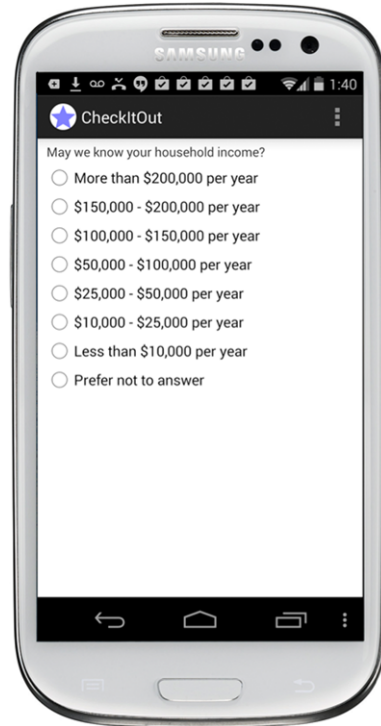 SAMSUNG
1:40
CheckItOut
May we know your household income?
More than $200,000 per year
$150,000 - $200,000 per year
$100,000 - $150,000 per year
$50,000 - $100,000 per year
$25,000 - $50,000 per year
$10,000 - $25,000 per year
Less than $10,000 per year
Prefer not to answer